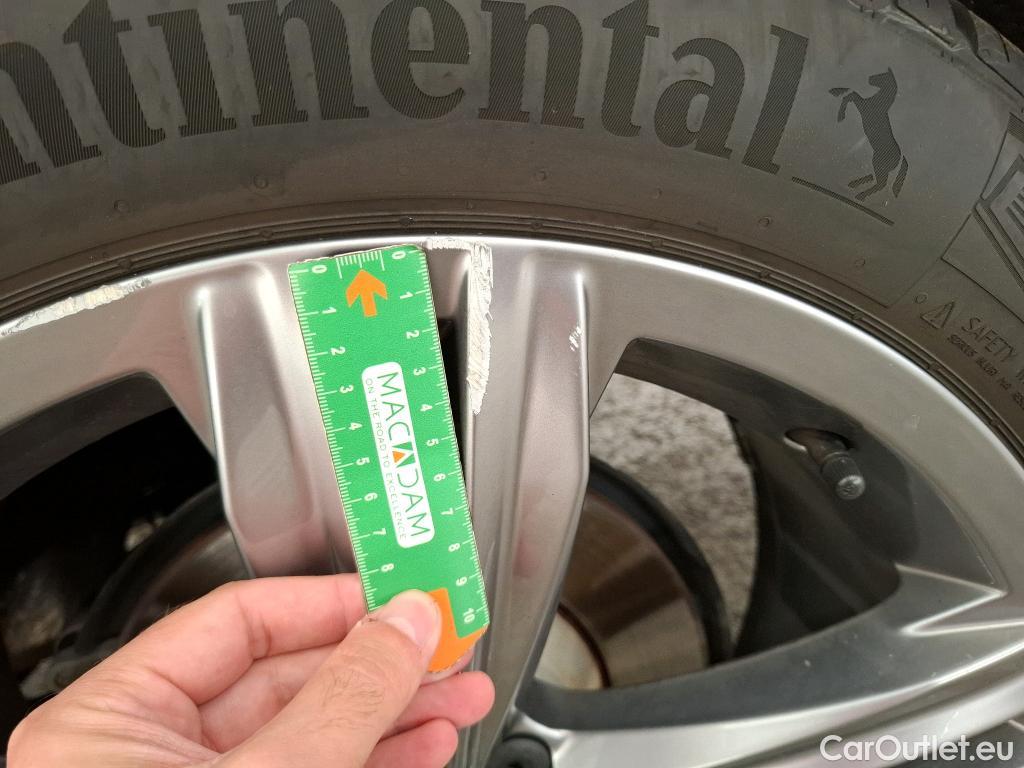 ntinental
SAFETY
0 0
1 1
2 2
3 3
4 4
5 5
6 6
7 7
8 8
9
10
MACADAM
ON THE ROAD TO EXCELLENCE
CarOutlet.eu